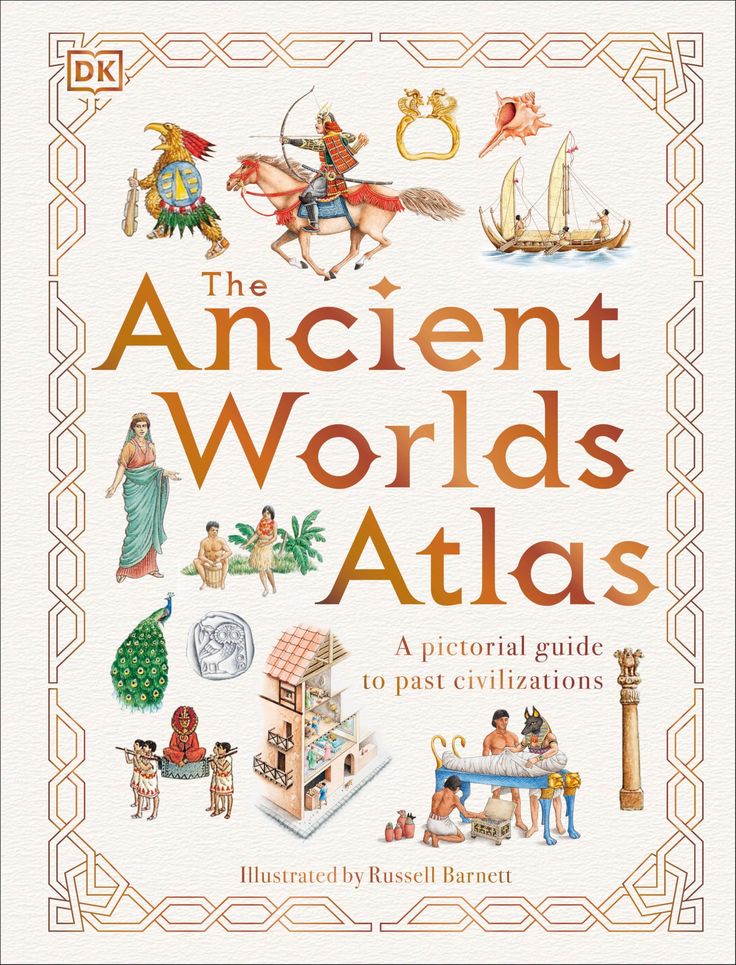 DK
The
Ancient
Worlds
Atlas
A pictorial guide
to past civilizations
Illustrated by Russell Barnett